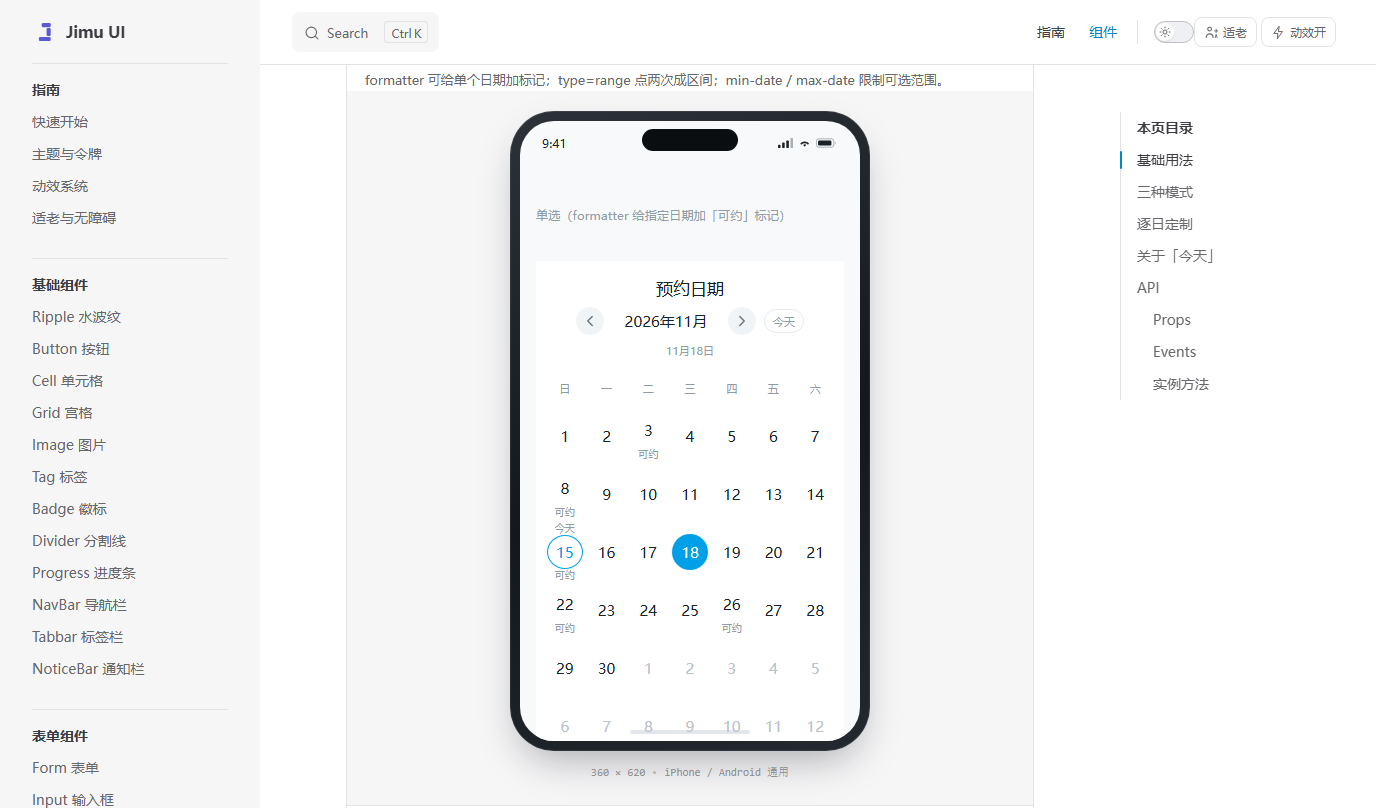 Jimu UI
Search Ctrl K
指南 组件 适老 动效开
指南
快速开始
主题与令牌
动效系统
适老与无障碍
基础组件
Ripple 水波纹
Button 按钮
Cell 单元格
Grid 宫格
Image 图片
Tag 标签
Badge 徽标
Divider 分割线
Progress 进度条
NavBar 导航栏
Tabbar 标签栏
NoticeBar 通知栏
表单组件
Form 表单
Input 输入框
formatter 可给单个日期加标记；type=range 点两次成区间；min-date / max-date 限制可选范围。
9:41
单选（formatter 给指定日期加「可约」标记）
预约日期
2026年11月 今天
11月18日
日 一 二 三 四 五 六
1 2 3 4 5 6 7
可约
8 9 10 11 12 13 14
可约
今天
15 16 17 18 19 20 21
可约
22 23 24 25 26 27 28
可约 可约
29 30 1 2 3 4 5
6 7 8 9 10 11 12
360 × 620 · iPhone / Android 通用
本页目录
基础用法
三种模式
逐日定制
关于「今天」
API
Props
Events
实例方法